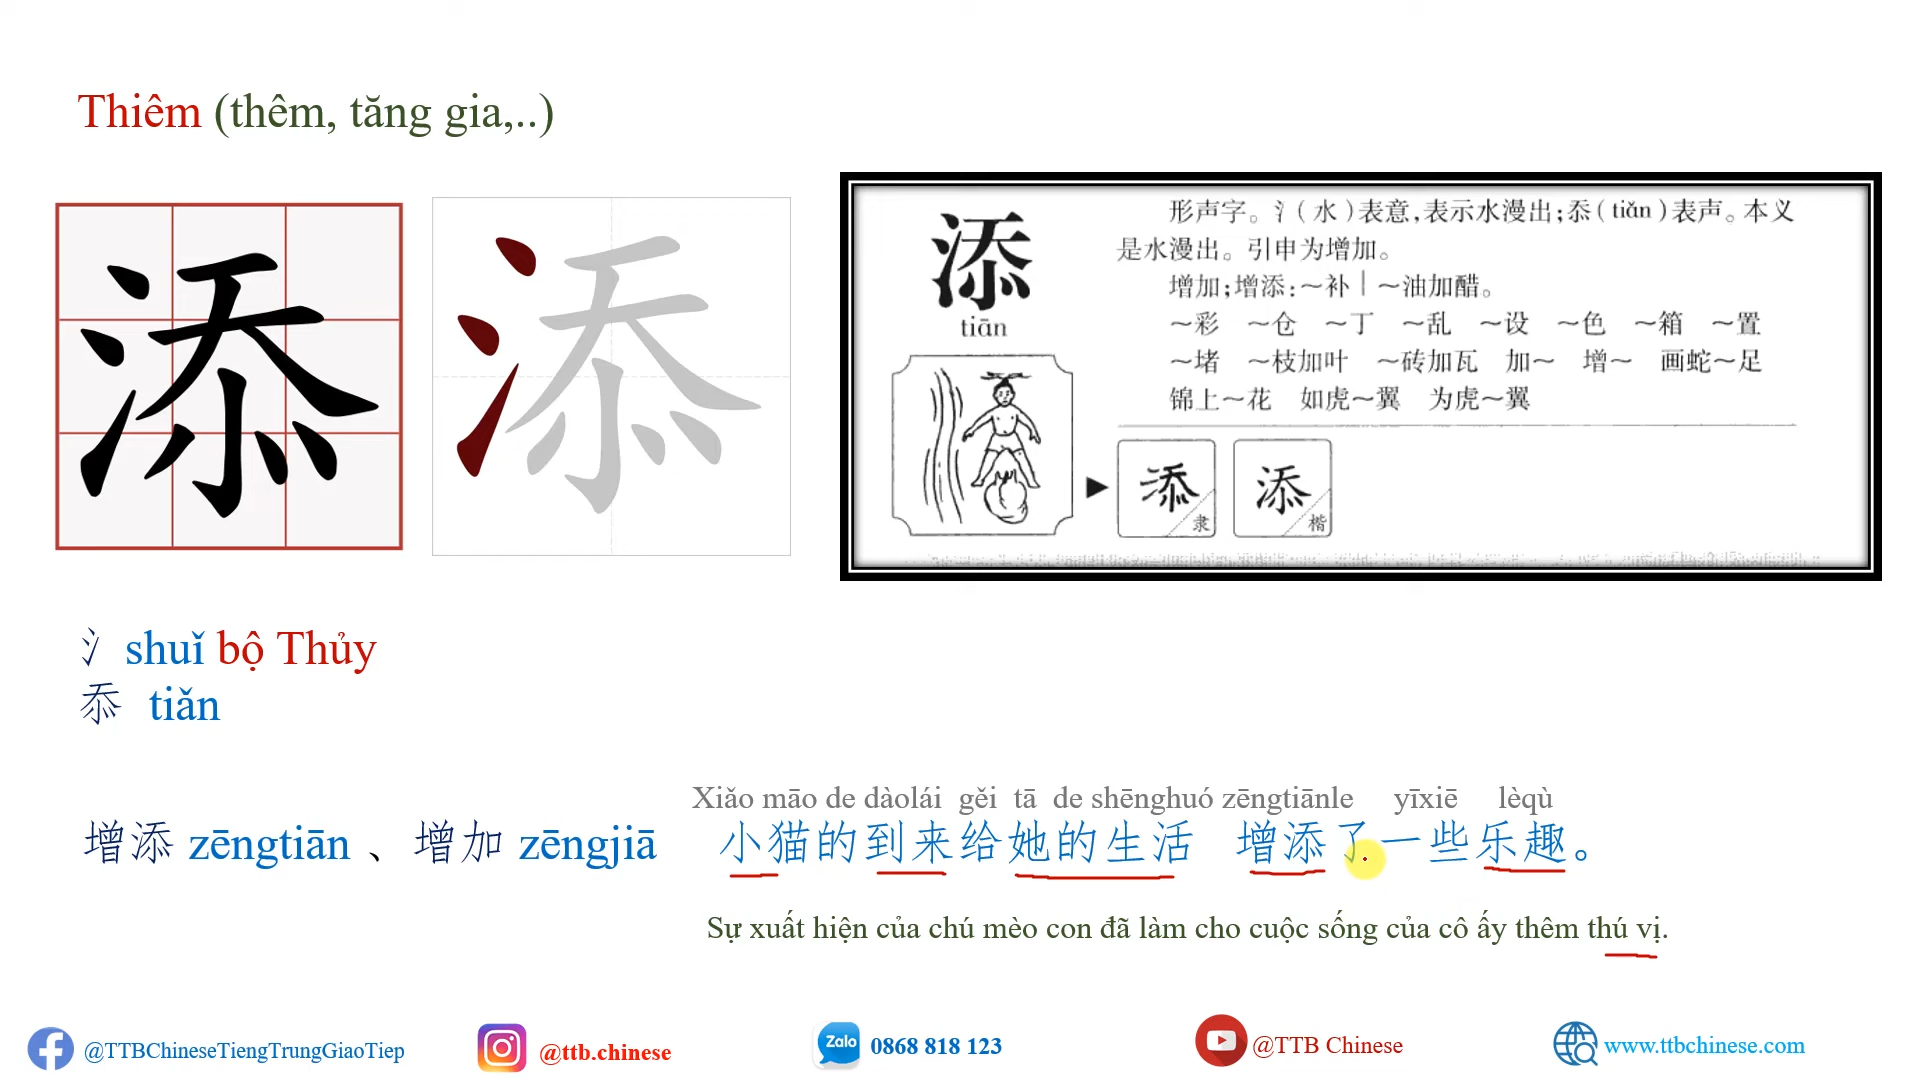 Thiêm (thêm, tăng gia,..)
添
添
添
tiān
形声字。氵(水)表意,表示水漫出;忝(tiǎn)表声。本义
是水漫出。引申为增加。
增加;增添:～补｜～油加醋。
～彩 ～仓 ～丁 ～乱 ～设 ～色 ～箱 ～置
～堵 ～枝加叶 ～砖加瓦 加～ 增～ 画蛇～足
锦上～花 如虎～翼 为虎～翼
添 隶
添 楷
氵 shuǐ bộ Thủy
忝 tiǎn
增添 zēngtiān 、增加 zēngjiā
Xiǎo māo de dàolái gěi tā de shēnghuó zēngtiānle yīxiē lèqù
小猫的到来给她的生活 增添了一些乐趣。
Sự xuất hiện của chú mèo con đã làm cho cuộc sống của cô ấy thêm thú vị.
@TTBChineseTiengTrungGiaoTiep
@ttb.chinese
Zalo 0868 818 123
@TTB Chinese
www.ttbchinese.com